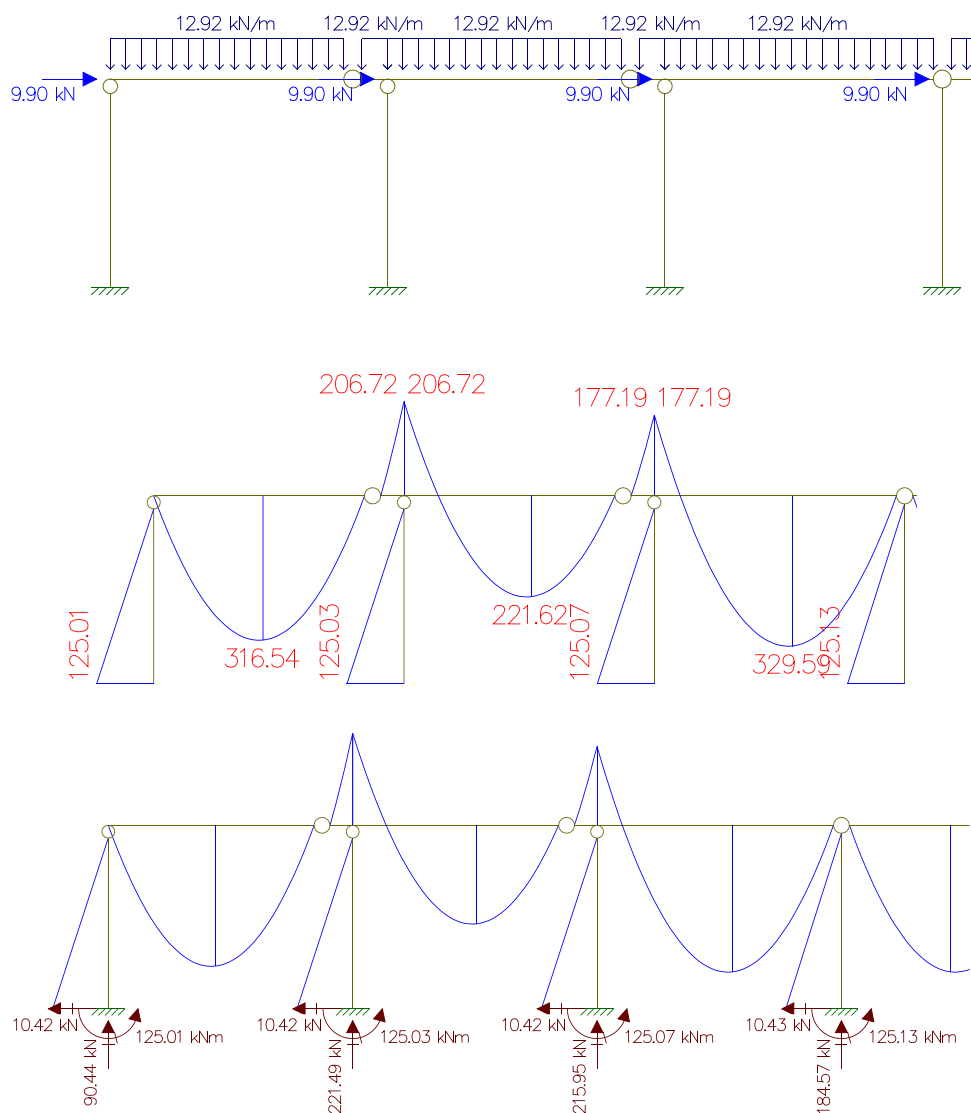 12.92 kN/m 12.92 kN/m 12.92 kN/m 12.92 kN/m 12.92 kN/m
9.90 kN 9.90 kN 9.90 kN 9.90 kN
206.72 206.72 177.19 177.19
125.01 125.03 125.07 125.13
221.62
316.54 329.59
10.42 kN 125.01 kNm 10.42 kN 125.03 kNm 10.42 kN 125.07 kNm 10.43 kN 125.13 kNm
90.44 kN 221.49 kN 215.95 kN 184.57 kN